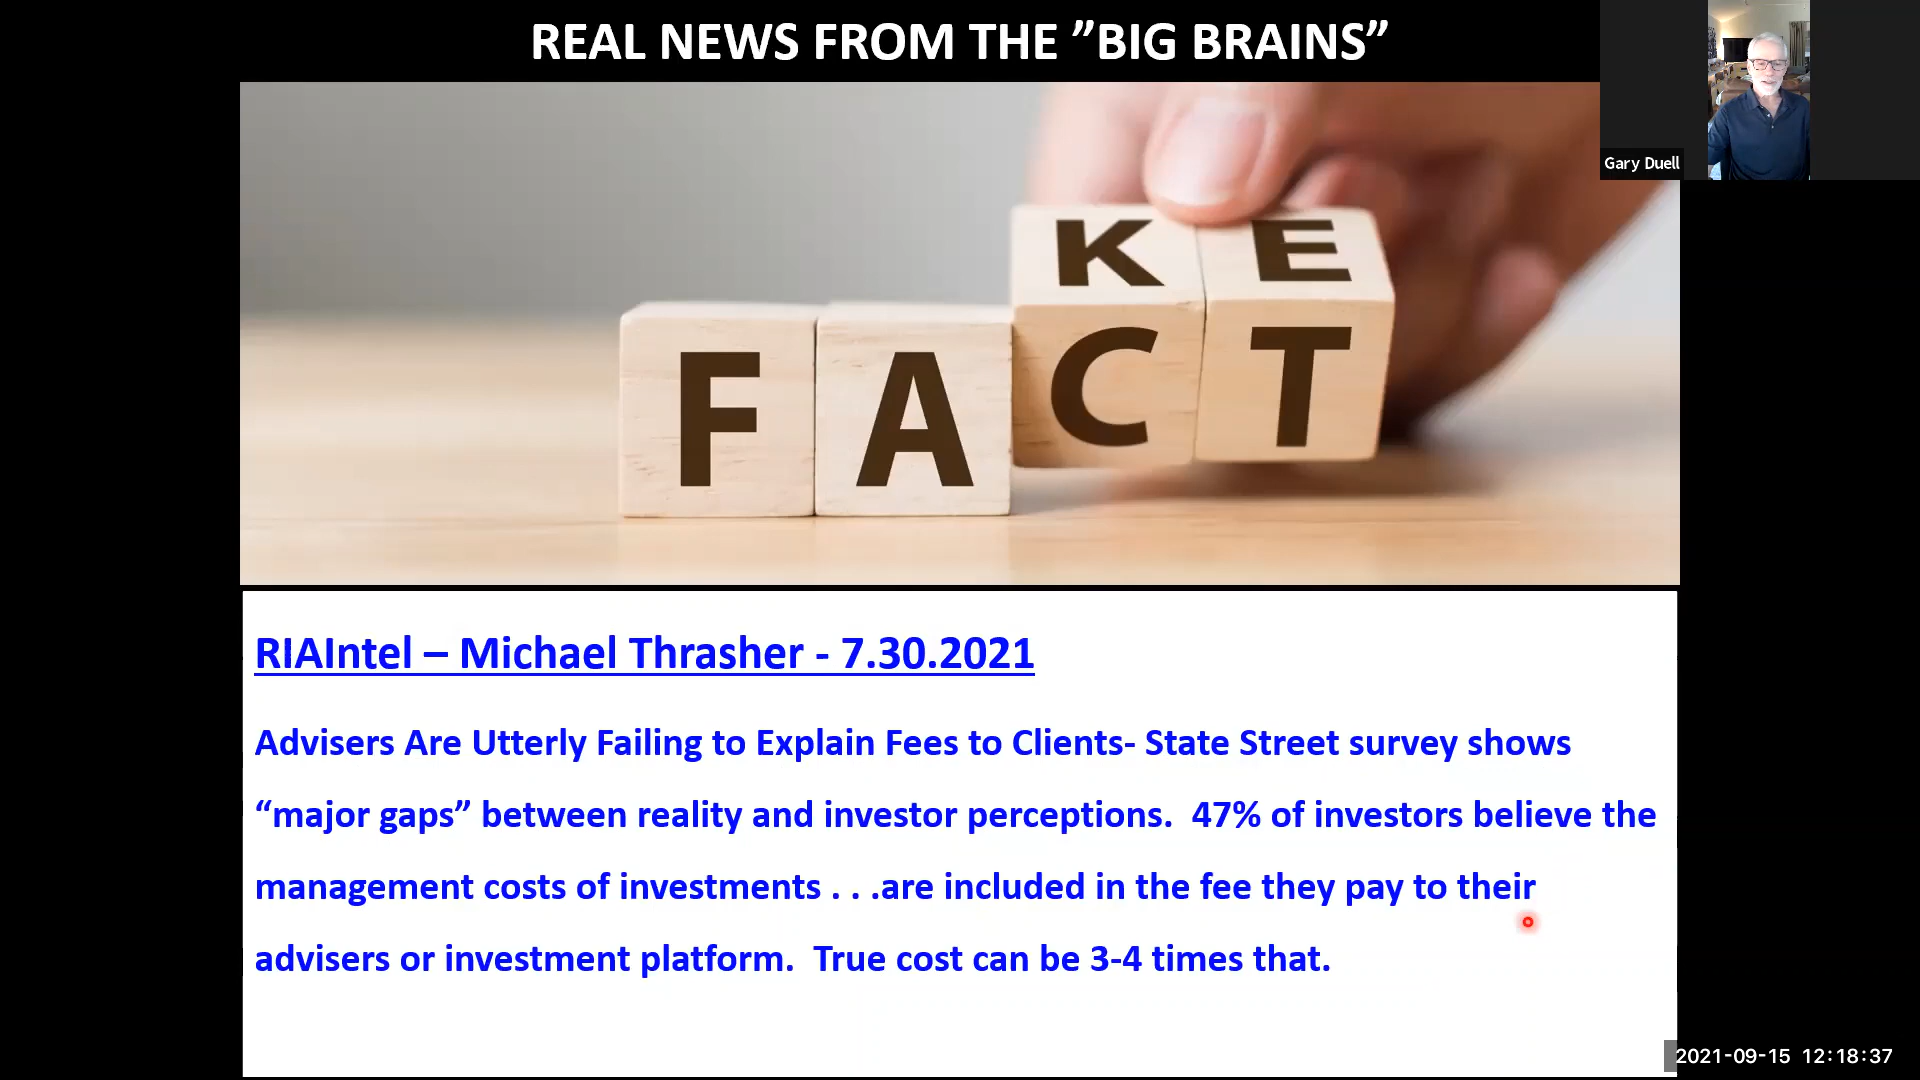 REAL NEWS FROM THE ”BIG BRAINS”
Gary Duell
K E
F A C T
RIAIntel – Michael Thrasher - 7.30.2021
Advisers Are Utterly Failing to Explain Fees to Clients- State Street survey shows
“major gaps” between reality and investor perceptions.  47% of investors believe the
management costs of investments . . .are included in the fee they pay to their
advisers or investment platform.  True cost can be 3-4 times that.
2021-09-15 12:18:37